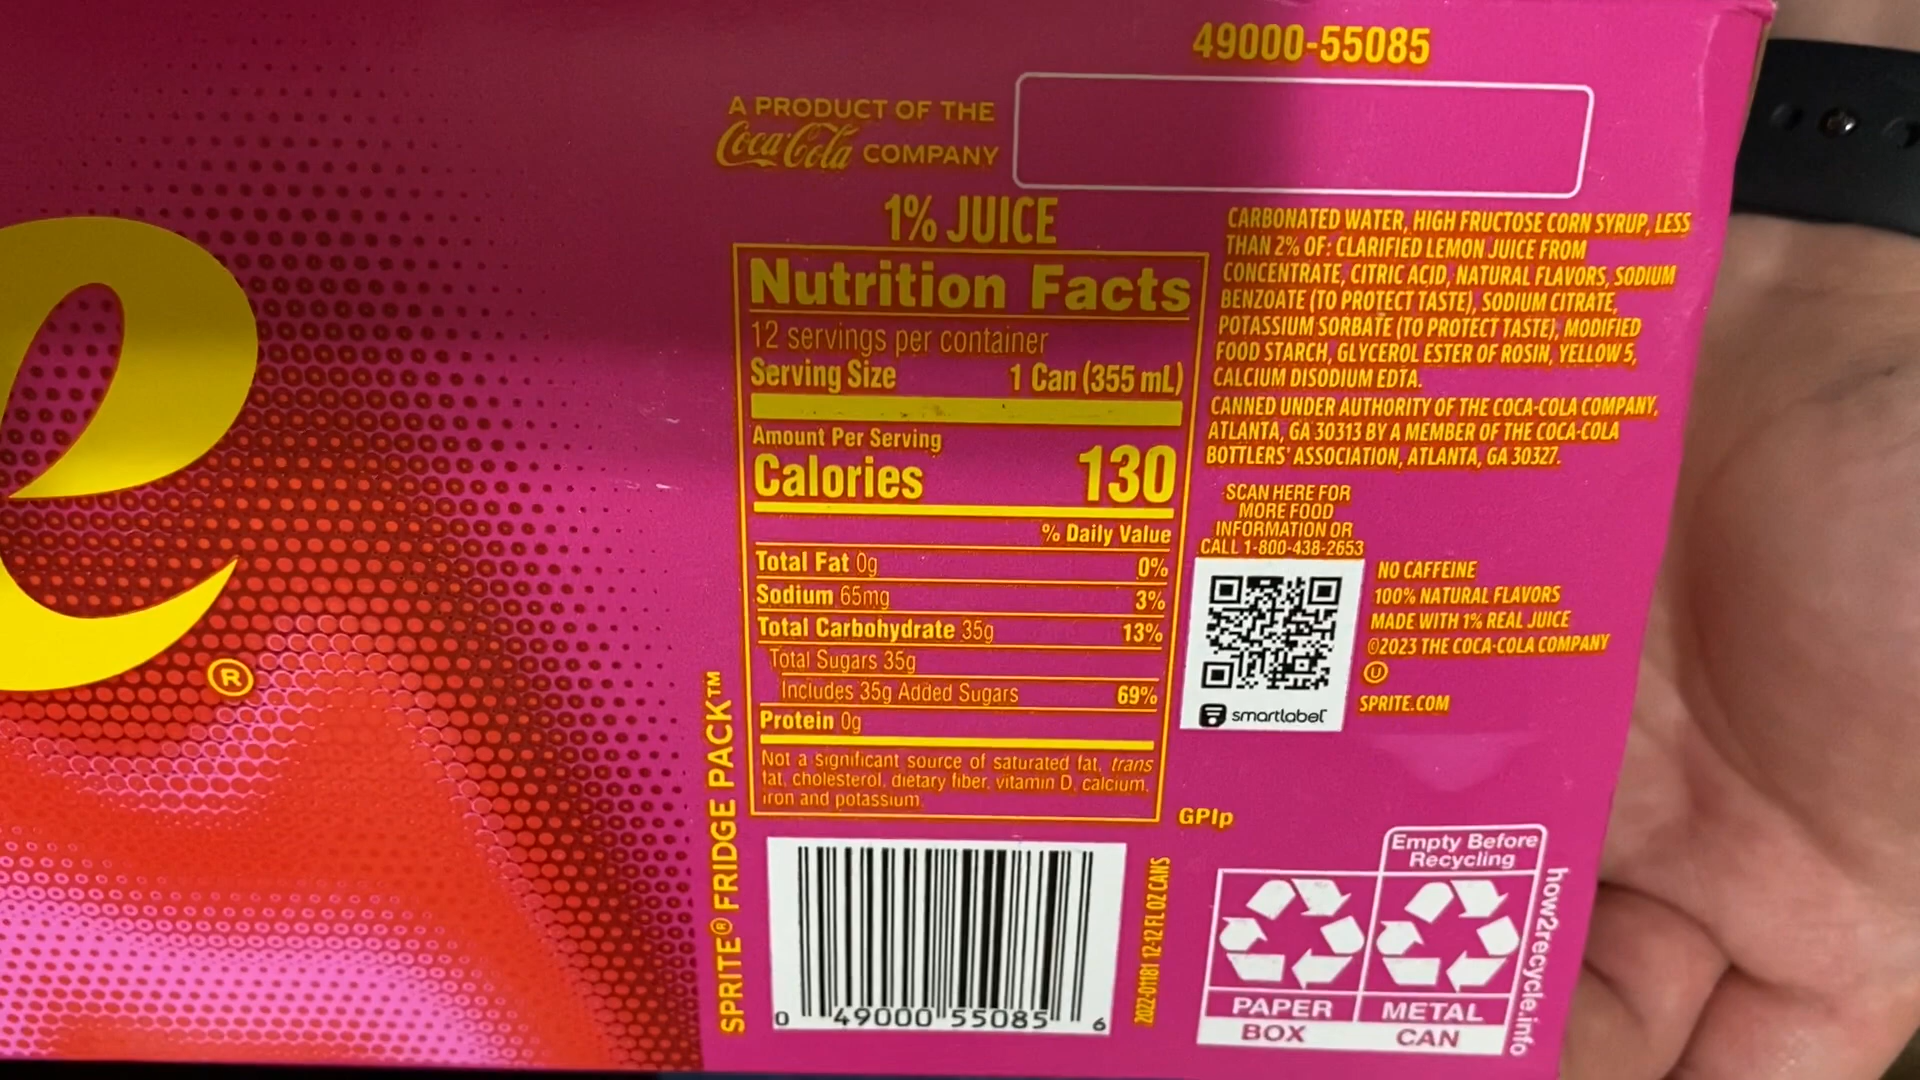 49000-55085
A PRODUCT OF THE
Coca-Cola COMPANY
1% JUICE
Nutrition Facts
12 servings per container
Serving Size 1 Can (355 mL)
Amount Per Serving
Calories 130
% Daily Value
Total Fat 0g 0%
Sodium 65mg 3%
Total Carbohydrate 35g 13%
Total Sugars 35g
Includes 35g Added Sugars 69%
Protein 0g
Not a significant source of saturated fat, trans
fat, cholesterol, dietary fiber, vitamin D, calcium,
iron and potassium.
CARBONATED WATER, HIGH FRUCTOSE CORN SYRUP, LESS
THAN 2% OF: CLARIFIED LEMON JUICE FROM
CONCENTRATE, CITRIC ACID, NATURAL FLAVORS, SODIUM
BENZOATE (TO PROTECT TASTE), SODIUM CITRATE,
POTASSIUM SORBATE (TO PROTECT TASTE), MODIFIED
FOOD STARCH, GLYCEROL ESTER OF ROSIN, YELLOW 5,
CALCIUM DISODIUM EDTA.
CANNED UNDER AUTHORITY OF THE COCA-COLA COMPANY,
ATLANTA, GA 30313 BY A MEMBER OF THE COCA-COLA
BOTTLERS' ASSOCIATION, ATLANTA, GA 30327.
SCAN HERE FOR
MORE FOOD
INFORMATION OR
CALL 1-800-438-2653
smartlabel™
NO CAFFEINE
100% NATURAL FLAVORS
MADE WITH 1% REAL JUICE
©2023 THE COCA-COLA COMPANY
U
SPRITE.COM
GPIp
e®
SPRITE® FRIDGE PACK™
0 49000 55085 6
2022-01181 12-12 FL OZ CANS
Empty Before
Recycling
PAPER METAL
BOX CAN
how2recycle.info